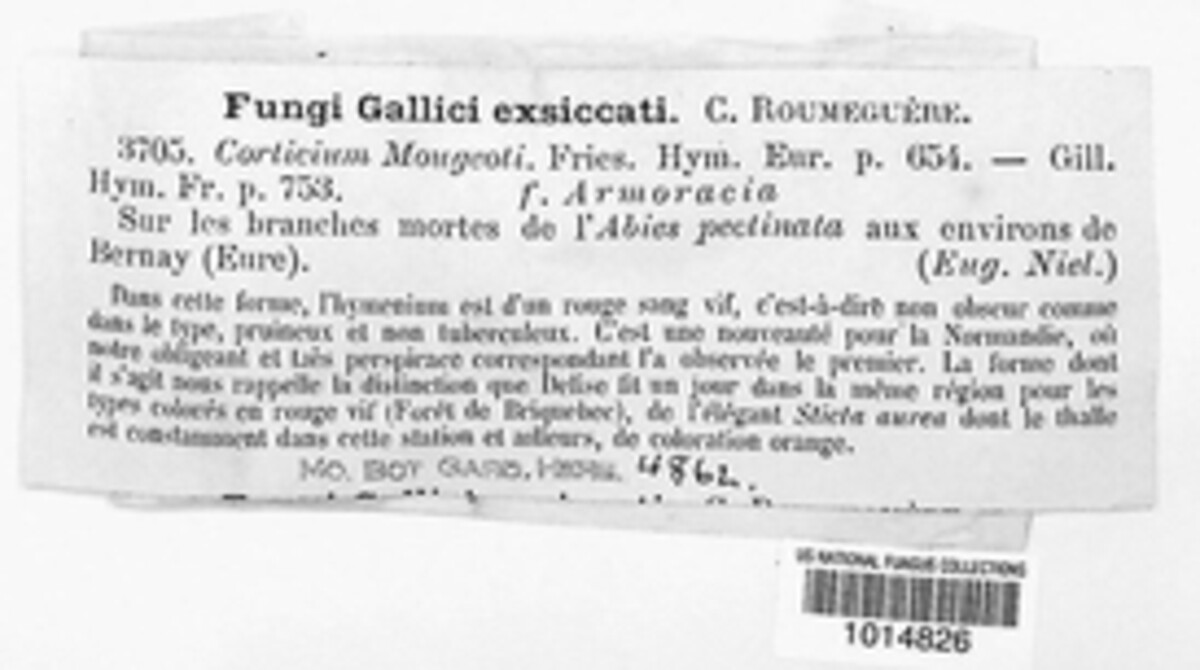 Fungi Gallici exsiccati. C. ROUMEGUÈRE.
3705. Corticium Mougeoti. Fries. Hym. Eur. p. 654. — Gill.
Hym. Fr. p. 753. f. Armoracia
Sur les branches mortes de l'Abies pectinata aux environs de
Bernay (Eure). (Eug. Niel.)
Dans cette forme, l'hymenium est d'un rouge sang vif, c'est-à-dire non obscur comme
dans le type, pruineux et non tuberculeux. C'est une nouveauté pour la Normandie, où
notre obligeant et très perspicace correspondant l'a observée le premier. La forme dont
il s'agit nous rappelle la distinction que Delise fit un jour dans la même région pour les
types colorés en rouge vif (Forêt de Briquebec), de l'élégant Sticta aurea dont le thalle
est constamment dans cette station et ailleurs, de coloration orange.
MO. BOT GARD. HERB. 4862.
US NATIONAL FUNGUS COLLECTIONS
1014826